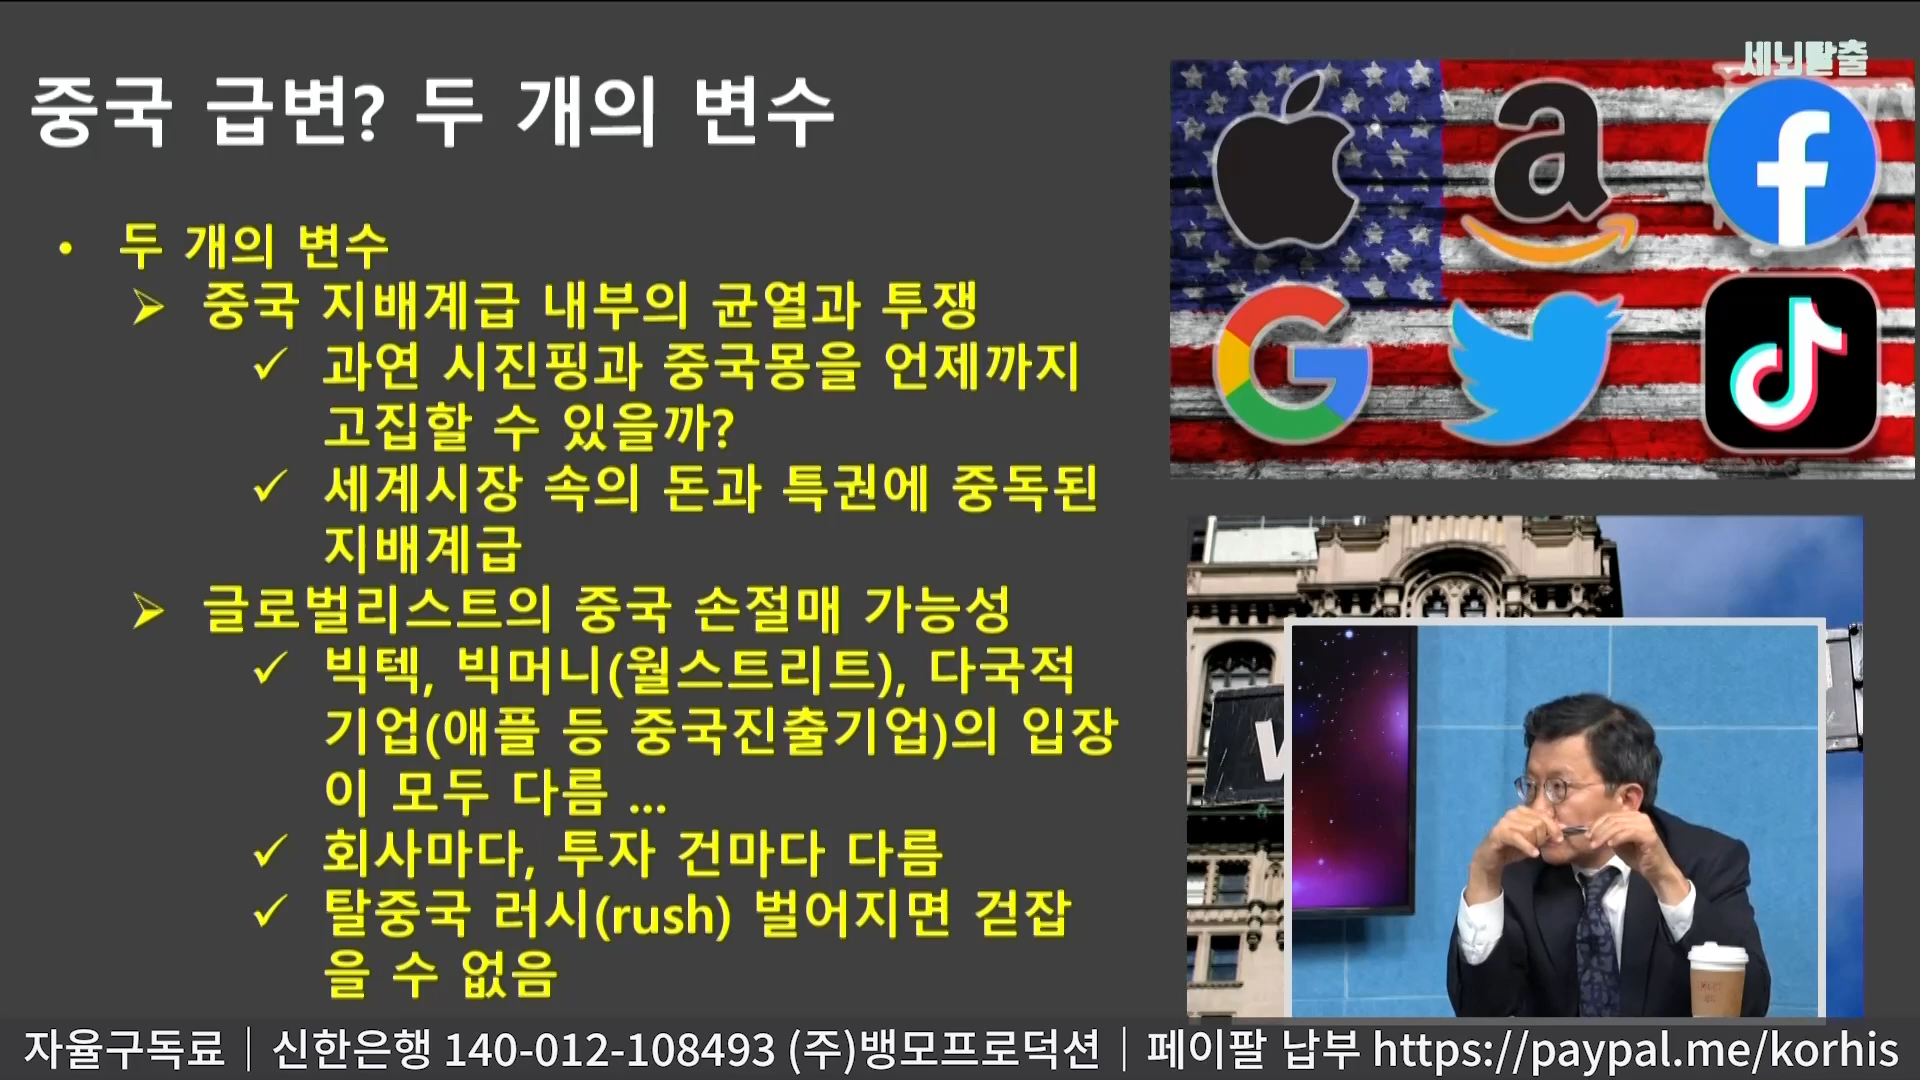 세뇌탈출
중국 급변? 두 개의 변수
• 두 개의 변수
➢ 중국 지배계급 내부의 균열과 투쟁
✓ 과연 시진핑과 중국몽을 언제까지
고집할 수 있을까?
✓ 세계시장 속의 돈과 특권에 중독된
지배계급
➢ 글로벌리스트의 중국 손절매 가능성
✓ 빅텍, 빅머니(월스트리트), 다국적
기업(애플 등 중국진출기업)의 입장
이 모두 다름 ...
✓ 회사마다, 투자 건마다 다름
✓ 탈중국 러시(rush) 벌어지면 걷잡
을 수 없음
자율구독료｜신한은행 140-012-108493 (주)뱅모프로덕션｜페이팔 납부 https://paypal.me/korhis